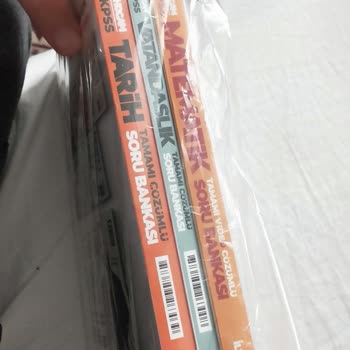 KPSS
TARİH
TAMAMI ÇÖZÜMLÜ
SORU BANKASI
VATANDAŞLIK
TAMAMI ÇÖZÜMLÜ
SORU BANKASI
MATEMATİK
TAMAMI VİDEO ÇÖZÜMLÜ
SORU BANKASI